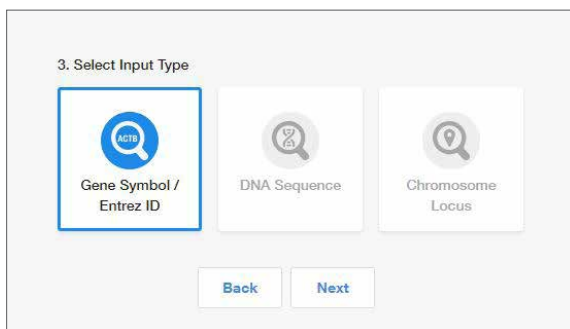 3. Select Input Type
ACTB
Gene Symbol /
Entrez ID
DNA Sequence
Chromosome
Locus
Back
Next